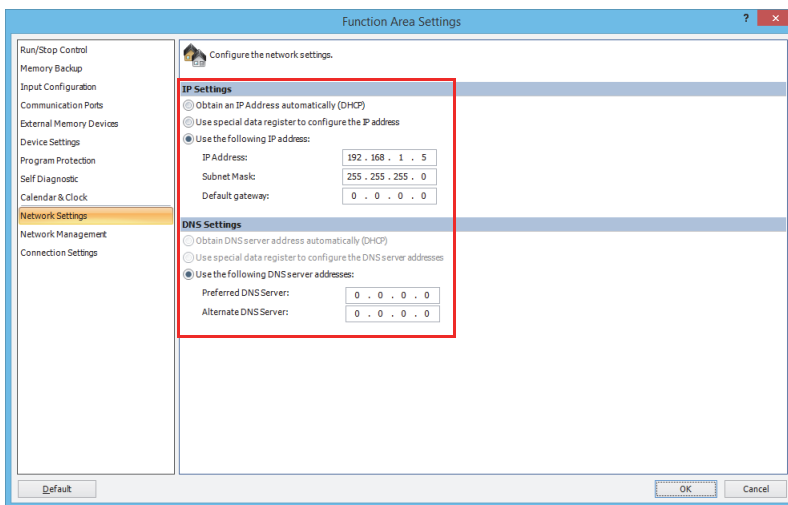 Function Area Settings
?
×
Run/Stop Control
Memory Backup
Input Configuration
Communication Ports
External Memory Devices
Device Settings
Program Protection
Self Diagnostic
Calendar & Clock
Network Settings
Network Management
Connection Settings
Configure the network settings.
IP Settings
Obtain an IP Address automatically (DHCP)
Use special data register to configure the IP address
Use the following IP address:
IP Address: 192 . 168 . 1 . 5
Subnet Mask: 255 . 255 . 255 . 0
Default gateway: 0 . 0 . 0 . 0
DNS Settings
Obtain DNS server address automatically (DHCP)
Use special data register to configure the DNS server addresses
Use the following DNS server addresses:
Preferred DNS Server: 0 . 0 . 0 . 0
Alternate DNS Server: 0 . 0 . 0 . 0
Default
OK
Cancel